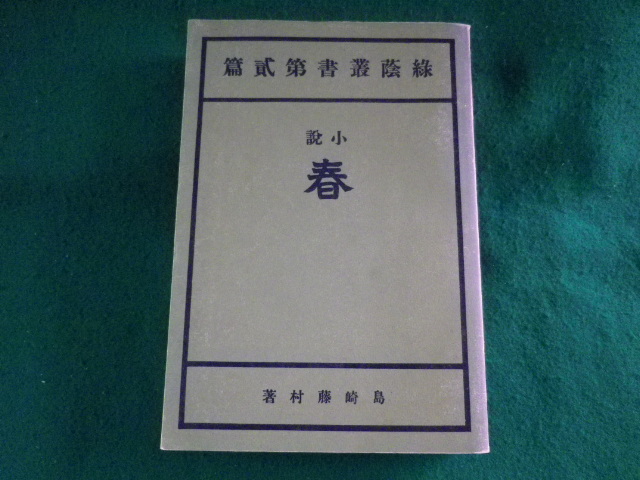 綠蔭叢書第貳篇
小說
春
島崎藤村著